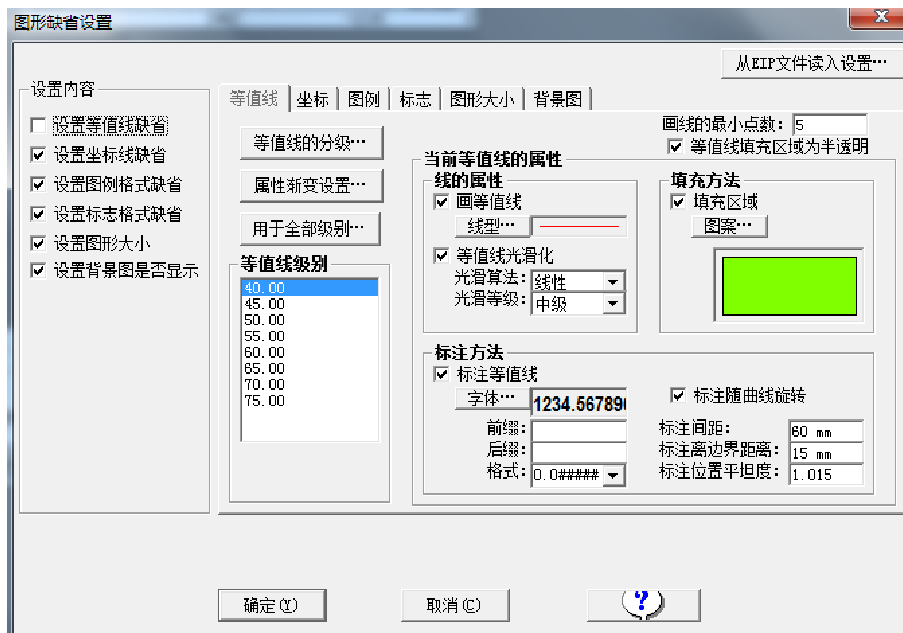 图形缺省设置
从EIP文件读入设置…
设置内容
设置等值线缺省
设置坐标线缺省
设置图例格式缺省
设置标志格式缺省
设置图形大小
设置背景图是否显示
等值线 坐标 图例 标志 图形大小 背景图
等值线的分级…
属性渐变设置…
用于全部级别…
等值线级别
40.00
45.00
50.00
55.00
60.00
65.00
70.00
75.00
画线的最小点数: 5
等值线填充区域为半透明
当前等值线的属性
线的属性
画等值线
线型…
等值线光滑化
光滑算法: 线性
光滑等级: 中级
填充方法
填充区域
图案…
标注方法
标注等值线
字体… 1234.567890
前缀:
后缀:
格式: 0.0#####
标注随曲线旋转
标注间距: 60 mm
标注离边界距离: 15 mm
标注位置平坦度: 1.015
确定(Y)
取消(C)
?